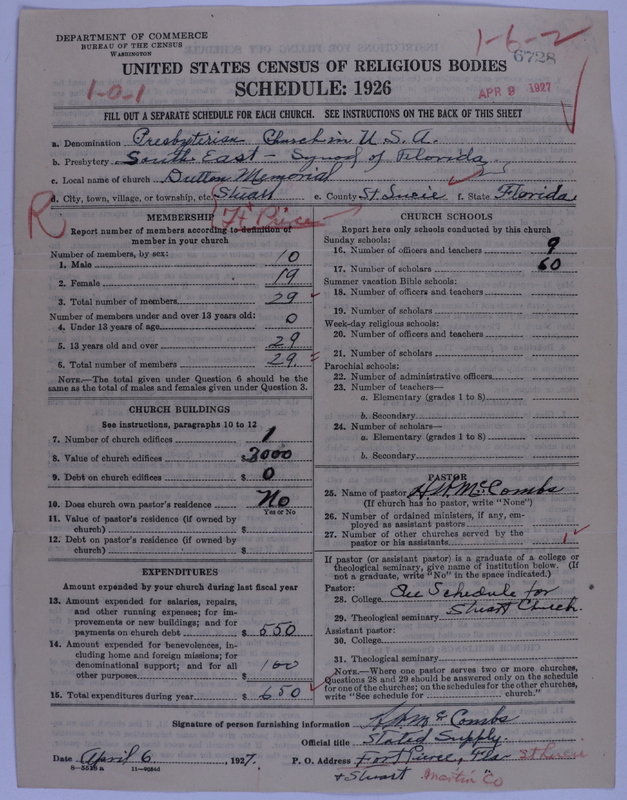 DEPARTMENT OF COMMERCE
BUREAU OF THE CENSUS
WASHINGTON
1-6-2
6728
1-0-1
UNITED STATES CENSUS OF RELIGIOUS BODIES
SCHEDULE: 1926
APR 9 1927
FILL OUT A SEPARATE SCHEDULE FOR EACH CHURCH. SEE INSTRUCTIONS ON THE BACK OF THIS SHEET
a. Denomination Presbyterian Church in U.S.A.
b. Presbytery South East - Synod of Florida
c. Local name of church Dutton Memorial
d. City, town, village, or township, etc. Stuart e. County St. Lucie f. State Florida
R
Ft Pierce
MEMBERSHIP
Report number of members according to definition of
member in your church
Number of members, by sex:
1. Male 10
2. Female 19
3. Total number of members 29
Number of members under and over 13 years old:
4. Under 13 years of age 0
5. 13 years old and over 29
6. Total number of members 29
NOTE.—The total given under Question 6 should be the
same as the total of males and females given under Question 3.
CHURCH BUILDINGS
See instructions, paragraphs 10 to 12
7. Number of church edifices 1
8. Value of church edifices $3000
9. Debt on church edifices $0
10. Does church own pastor's residence No
Yes or No
11. Value of pastor's residence (if owned by
church) $
12. Debt on pastor's residence (if owned by
church) $
EXPENDITURES
Amount expended by your church during last fiscal year
13. Amount expended for salaries, repairs,
and other running expenses; for im-
provements or new buildings; and for
payments on church debt $550
14. Amount expended for benevolences, in-
cluding home and foreign missions; for
denominational support; and for all
other purposes $100
15. Total expenditures during year $650
CHURCH SCHOOLS
Report here only schools conducted by this church
Sunday schools:
16. Number of officers and teachers 9
17. Number of scholars 60
Summer vacation Bible schools:
18. Number of officers and teachers
19. Number of scholars
Week-day religious schools:
20. Number of officers and teachers
21. Number of scholars
Parochial schools:
22. Number of administrative officers
23. Number of teachers—
a. Elementary (grades 1 to 8)
b. Secondary
24. Number of scholars—
a. Elementary (grades 1 to 8)
b. Secondary
PASTOR
25. Name of pastor H.W. McCombs
(If church has no pastor, write "None")
26. Number of ordained ministers, if any, em-
ployed as assistant pastors
27. Number of other churches served by the
pastor or his assistants 1
If pastor (or assistant pastor) is a graduate of a college or
theological seminary, give name of institution below. (If
not a graduate, write "No" in the space indicated.)
Pastor:
28. College See Schedule for
29. Theological seminary Stuart Church.
Assistant pastor:
30. College
31. Theological seminary
NOTE.—Where one pastor serves two or more churches,
Questions 28 and 29 should be answered only on the schedule
for one of the churches; on the schedules for the other churches,
write "See schedule for church."
Signature of person furnishing information McCombs
Official title Stated Supply.
Date April 6, 1927. P. O. Address Fort Pierce, Fla St Lucie
8-5518 a 11-90646 + Stuart Martin Co